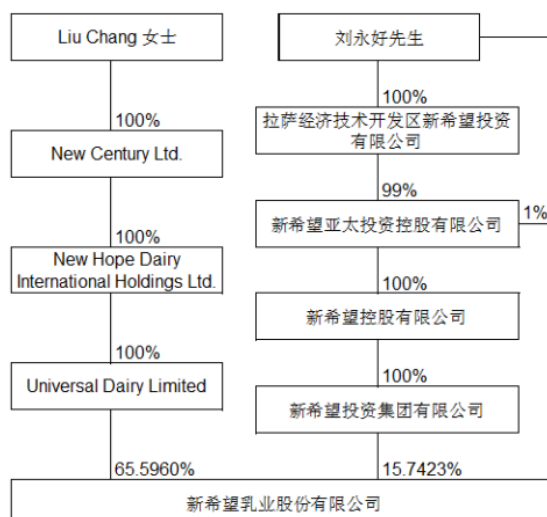 Liu Chang 女士
刘永好先生
100%
100%
New Century Ltd.
拉萨经济技术开发区新希望投资
有限公司
99%
1%
100%
新希望亚太投资控股有限公司
New Hope Dairy
International Holdings Ltd.
100%
新希望控股有限公司
100%
100%
Universal Dairy Limited
新希望投资集团有限公司
65.5960%
15.7423%
新希望乳业股份有限公司